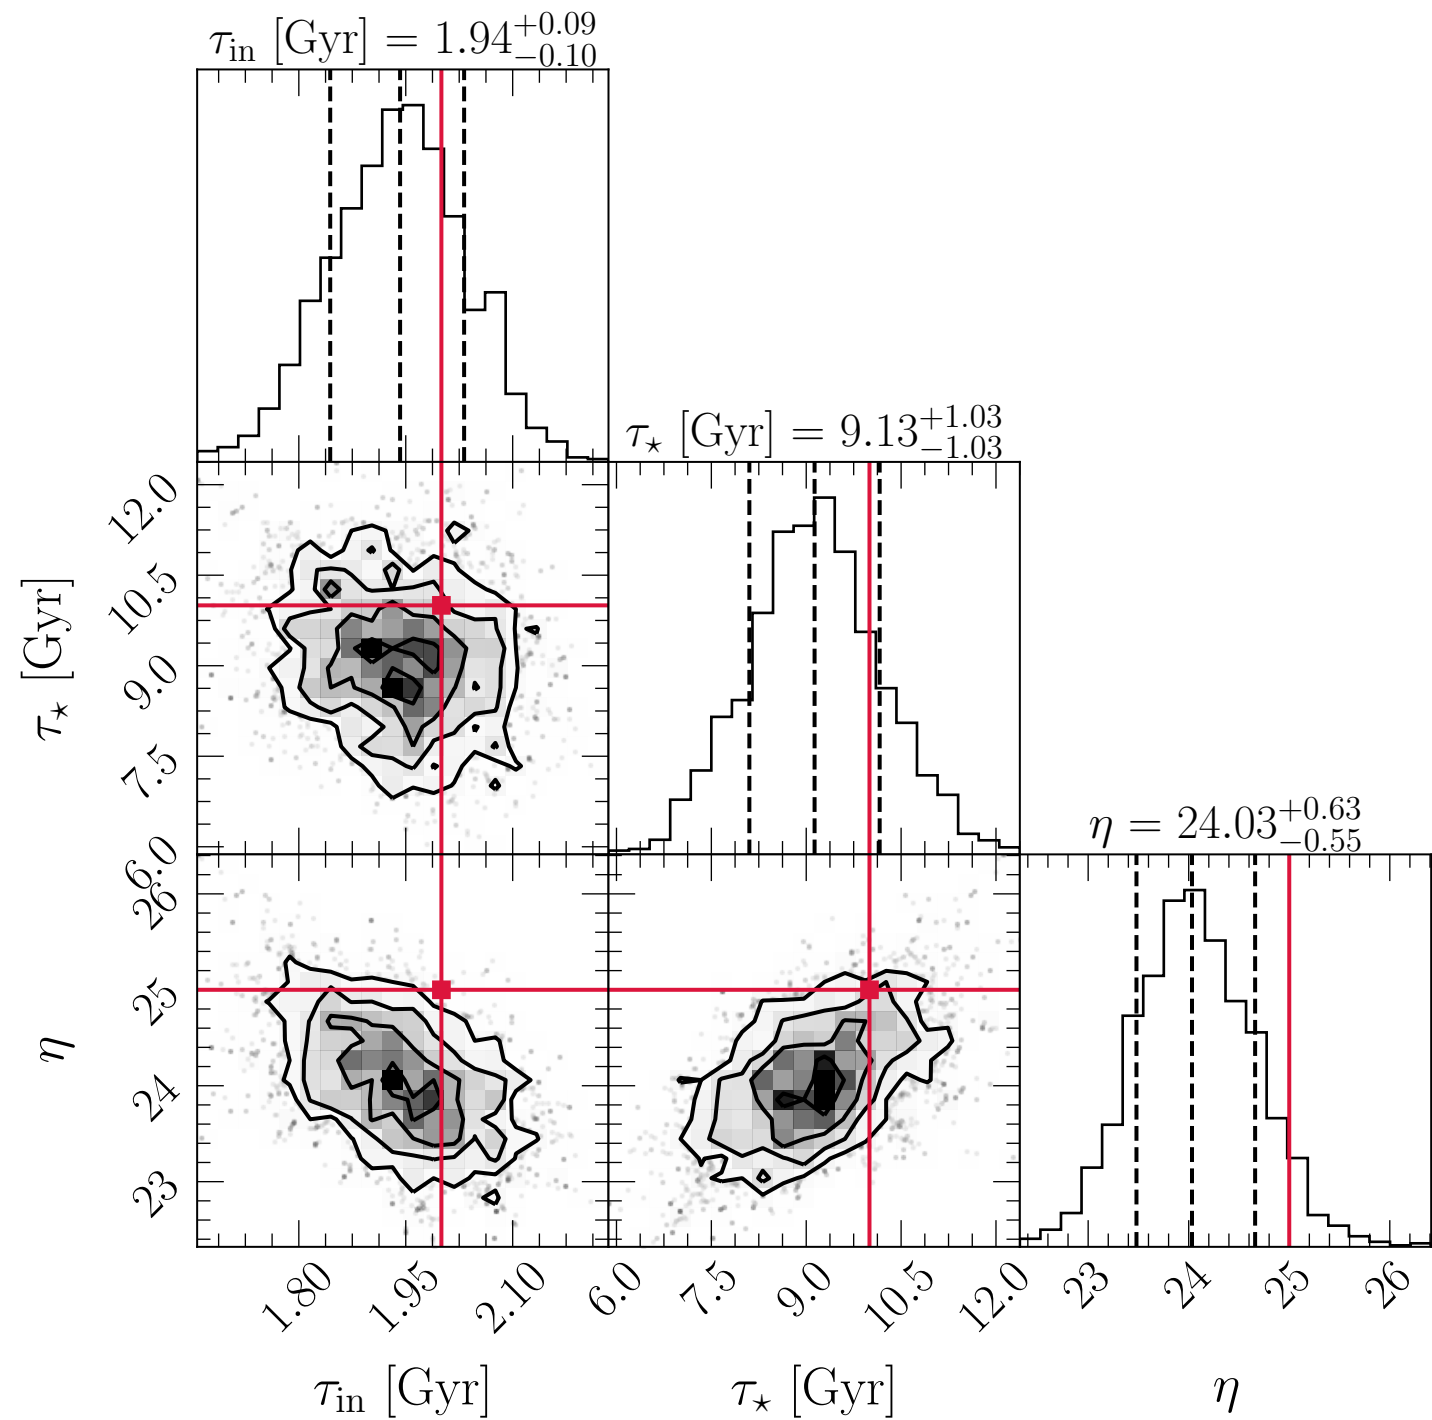 τ_in [Gyr] = 1.94^{+0.09}_{−0.10}
τ_⋆ [Gyr] = 9.13^{+1.03}_{−1.03}
η = 24.03^{+0.63}_{−0.55}
τ_⋆ [Gyr]
12.0
10.5
9.0
7.5
6.0
η
26
25
24
23
1.80 1.95 2.10 6.0 7.5 9.0 10.5 12.0 23 24 25 26
τ_in [Gyr] τ_⋆ [Gyr] η